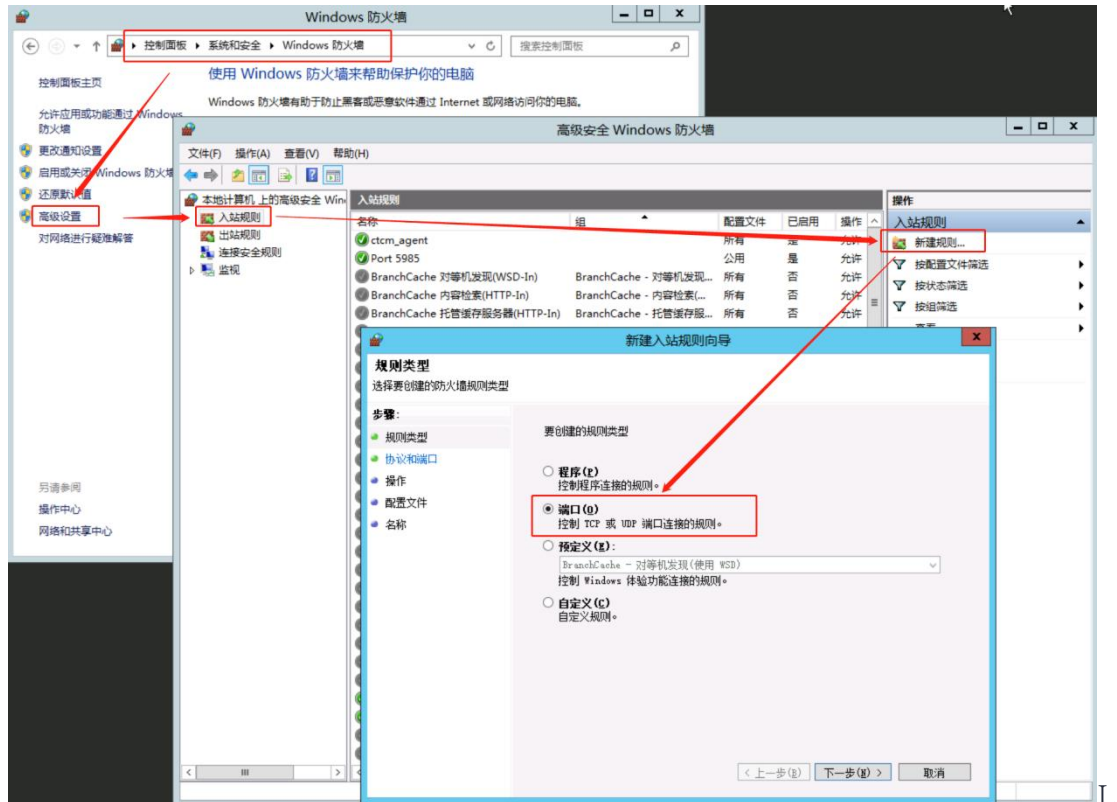 Windows 防火墙
控制面板 ▸ 系统和安全 ▸ Windows 防火墙
搜索控制面板
控制面板主页
允许应用或功能通过 Windows
防火墙
更改通知设置
启用或关闭 Windows 防火墙
还原默认值
高级设置
对网络进行疑难解答
使用 Windows 防火墙来帮助保护你的电脑
Windows 防火墙有助于防止黑客或恶意软件通过 Internet 或网络访问你的电脑。
另请参阅
操作中心
网络和共享中心
高级安全 Windows 防火墙
文件(F) 操作(A) 查看(V) 帮助(H)
本地计算机 上的高级安全 Win
入站规则
出站规则
连接安全规则
监视
入站规则
名称 组 配置文件 已启用 操作
ctcm_agent 所有 是 允许
Port 5985 公用 是 允许
BranchCache 对等机发现(WSD-In) BranchCache - 对等机发现... 所有 否 允许
BranchCache 内容检索(HTTP-In) BranchCache - 内容检索(... 所有 否 允许
BranchCache 托管缓存服务器(HTTP-In) BranchCache - 托管缓存服... 所有 否 允许
操作
入站规则
新建规则...
按配置文件筛选
按状态筛选
按组筛选
新建入站规则向导
规则类型
选择要创建的防火墙规则类型
步骤:
规则类型
协议和端口
操作
配置文件
名称
要创建的规则类型
程序(P)
控制程序连接的规则。
端口(O)
控制 TCP 或 UDP 端口连接的规则。
预定义(E):
BranchCache - 对等机发现(使用 WSD)
控制 Windows 体验功能连接的规则。
自定义(C)
自定义规则。
< 上一步(B) 下一步(N) > 取消